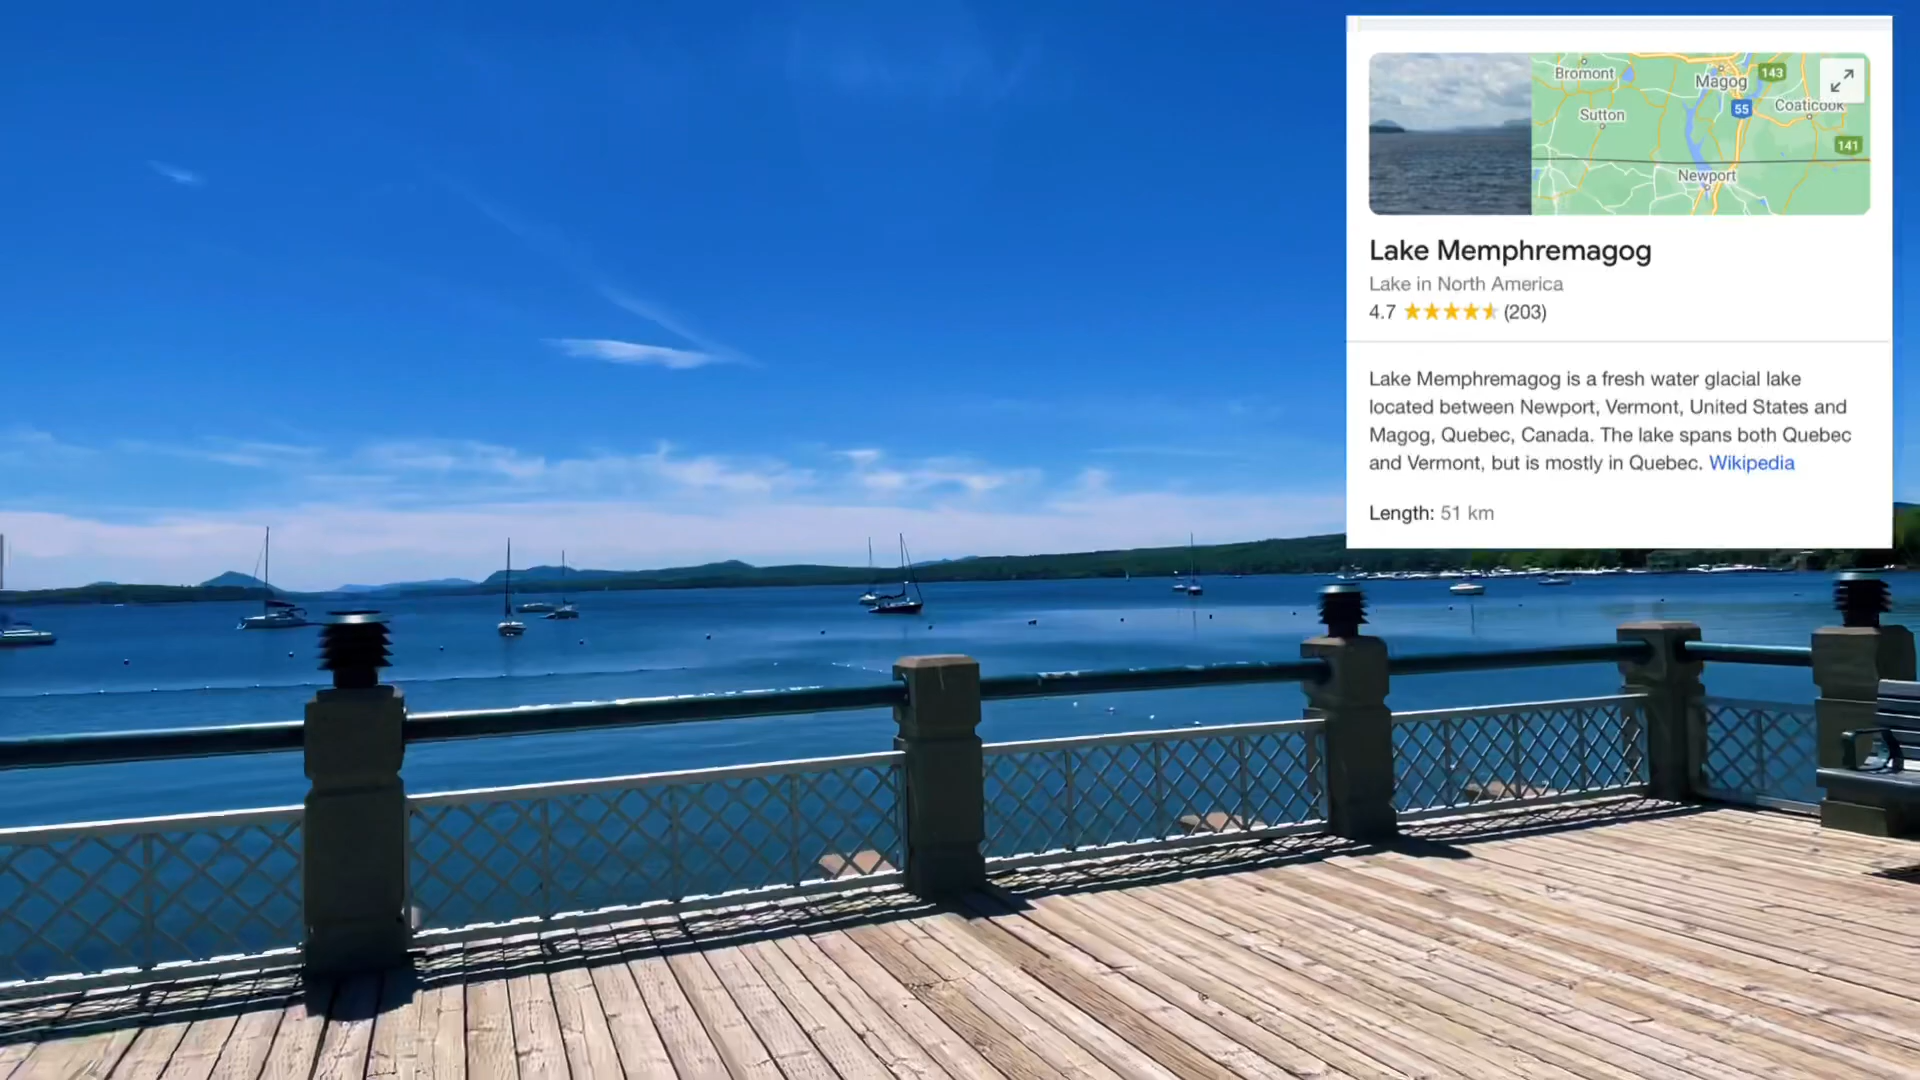 Bromont
Magog
143
55
Coaticook
Sutton
141
Newport
Lake Memphremagog
Lake in North America
4.7 (203)
Lake Memphremagog is a fresh water glacial lake
located between Newport, Vermont, United States and
Magog, Quebec, Canada. The lake spans both Quebec
and Vermont, but is mostly in Quebec. Wikipedia
Length: 51 km